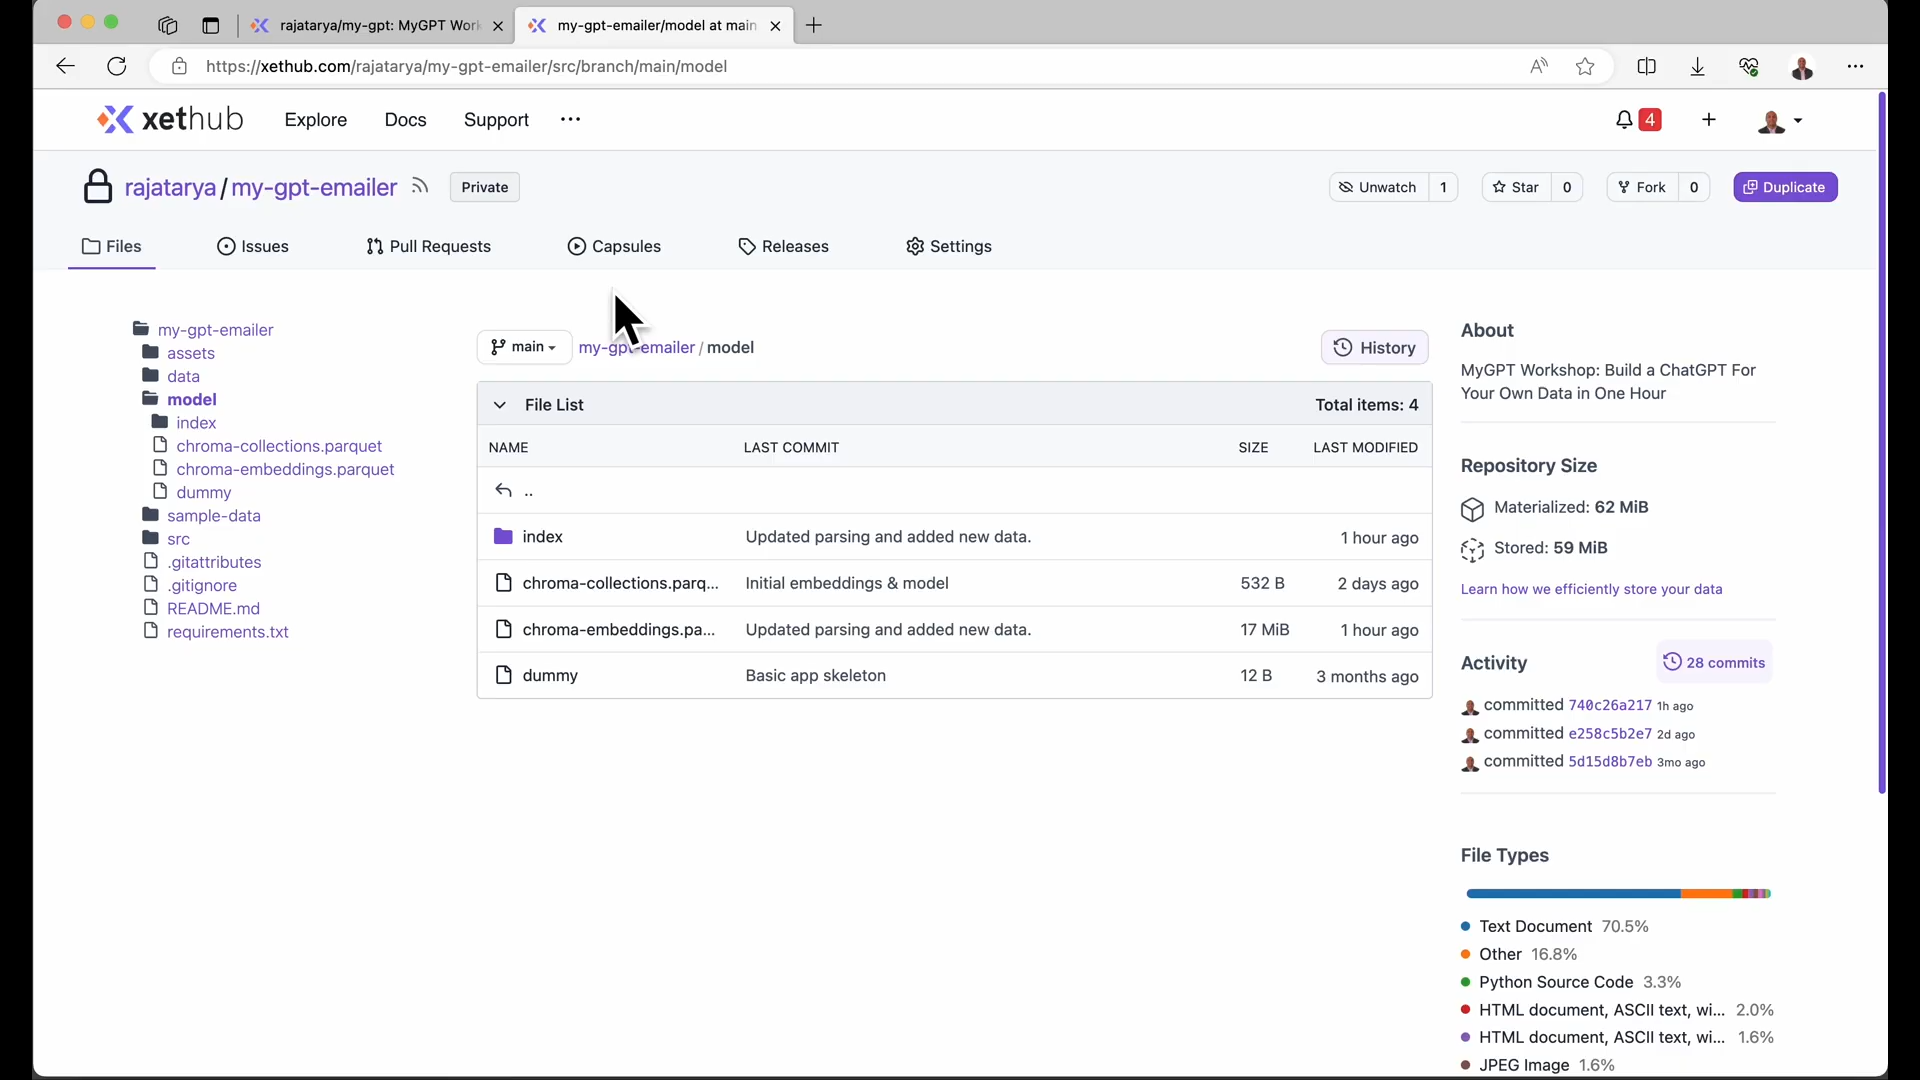 rajatarya/my-gpt: MyGPT Work
my-gpt-emailer/model at main
https://xethub.com/rajatarya/my-gpt-emailer/src/branch/main/model
xethub
Explore
Docs
Support
4
rajatarya/my-gpt-emailer
Private
Unwatch 1
Star 0
Fork 0
Duplicate
Files
Issues
Pull Requests
Capsules
Releases
Settings
my-gpt-emailer
assets
data
model
index
chroma-collections.parquet
chroma-embeddings.parquet
dummy
sample-data
src
.gitattributes
.gitignore
README.md
requirements.txt
main
my-gpt-emailer / model
History
File List
Total items: 4
NAME LAST COMMIT SIZE LAST MODIFIED
..
index Updated parsing and added new data. 1 hour ago
chroma-collections.parq... Initial embeddings & model 532 B 2 days ago
chroma-embeddings.pa... Updated parsing and added new data. 17 MiB 1 hour ago
dummy Basic app skeleton 12 B 3 months ago
About
MyGPT Workshop: Build a ChatGPT For
Your Own Data in One Hour
Repository Size
Materialized: 62 MiB
Stored: 59 MiB
Learn how we efficiently store your data
Activity
28 commits
committed 740c26a217 1h ago
committed e258c5b2e7 2d ago
committed 5d15d8b7eb 3mo ago
File Types
Text Document 70.5%
Other 16.8%
Python Source Code 3.3%
HTML document, ASCII text, wi... 2.0%
HTML document, ASCII text, wi... 1.6%
JPEG Image 1.6%